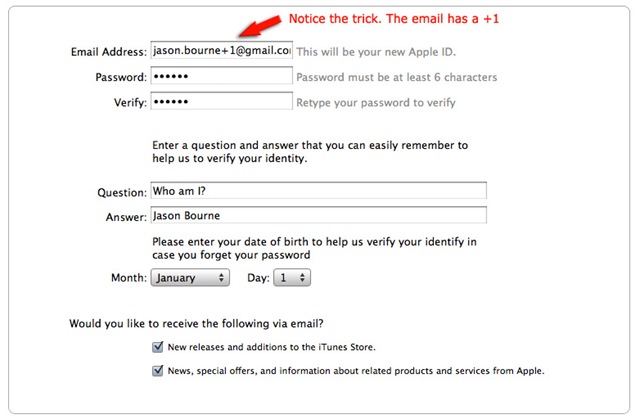 Notice the trick. The email has a +1
Email Address: jason.bourne+1@gmail.co This will be your new Apple ID.
Password: •••••• Password must be at least 6 characters
Verify: •••••• Retype your password to verify
Enter a question and answer that you can easily remember to
help us to verify your identity.
Question: Who am I?
Answer: Jason Bourne
Please enter your date of birth to help us verify your identify in
case you forget your password
Month: January Day: 1
Would you like to receive the following via email?
New releases and additions to the iTunes Store.
News, special offers, and information about related products and services from Apple.